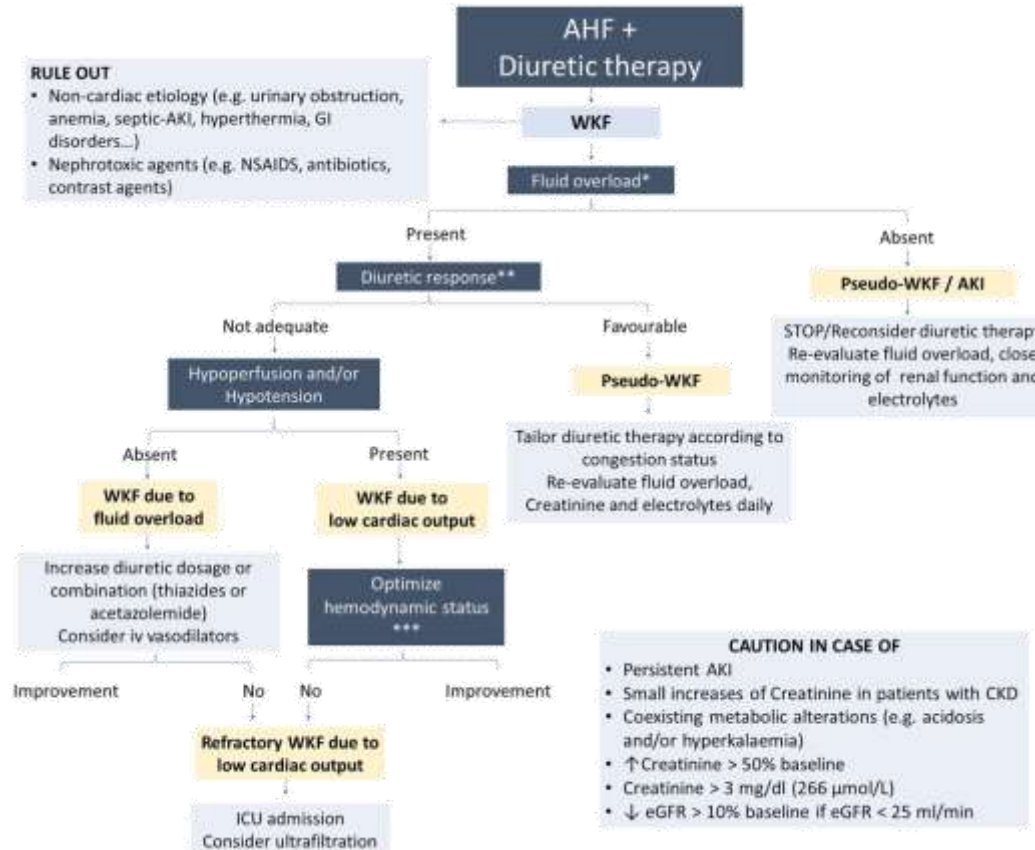 AHF +
Diuretic therapy
RULE OUT
• Non-cardiac etiology (e.g. urinary obstruction,
anemia, septic-AKI, hyperthermia, GI
disorders...)
• Nephrotoxic agents (e.g. NSAIDS, antibiotics,
contrast agents)
WKF
Fluid overload*
Present
Absent
Diuretic response**
Pseudo-WKF / AKI
STOP/Reconsider diuretic therapy
Re-evaluate fluid overload, close
monitoring of renal function and
electrolytes
Not adequate
Favourable
Hypoperfusion and/or
Hypotension
Pseudo-WKF
Tailor diuretic therapy according to
congestion status
Re-evaluate fluid overload,
Creatinine and electrolytes daily
Absent
Present
WKF due to
fluid overload
WKF due to
low cardiac output
Increase diuretic dosage or
combination (thiazides or
acetazolemide)
Consider iv vasodilators
Optimize
hemodynamic status
***
Improvement
No
No
Improvement
Refractory WKF due to
low cardiac output
ICU admission
Consider ultrafiltration
CAUTION IN CASE OF
• Persistent AKI
• Small increases of Creatinine in patients with CKD
• Coexisting metabolic alterations (e.g. acidosis
and/or hyperkalaemia)
• ↑Creatinine > 50% baseline
• Creatinine > 3 mg/dl (266 µmol/L)
• ↓ eGFR > 10% baseline if eGFR < 25 ml/min